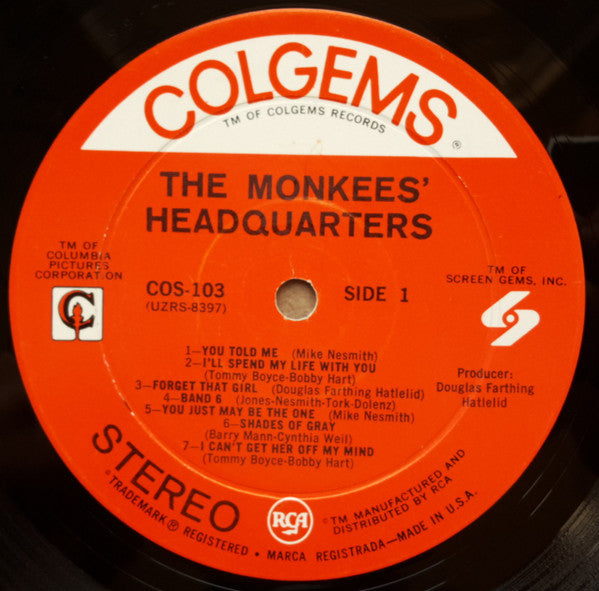 COLGEMS
®
TM OF COLGEMS RECORDS
THE MONKEES'
HEADQUARTERS
TM OF
COLUMBIA
PICTURES
CORPORATION
COS-103
(UZRS-8397)
SIDE 1
TM OF
SCREEN GEMS, INC.
1—YOU TOLD ME (Mike Nesmith)
2—I'LL SPEND MY LIFE WITH YOU
(Tommy Boyce-Bobby Hart)
3—FORGET THAT GIRL (Douglas Farthing Hatlelid)
4—BAND 6 (Jones-Nesmith-Tork-Dolenz)
5—YOU JUST MAY BE THE ONE (Mike Nesmith)
6—SHADES OF GRAY
(Barry Mann-Cynthia Weil)
7—I CAN'T GET HER OFF MY MIND
(Tommy Boyce-Bobby Hart)
Producer:
Douglas Farthing
Hatlelid
STEREO
RCA
©TM MANUFACTURED AND
DISTRIBUTED BY RCA
TRADEMARK ® REGISTERED • MARCA REGISTRADA—MADE IN U.S.A.